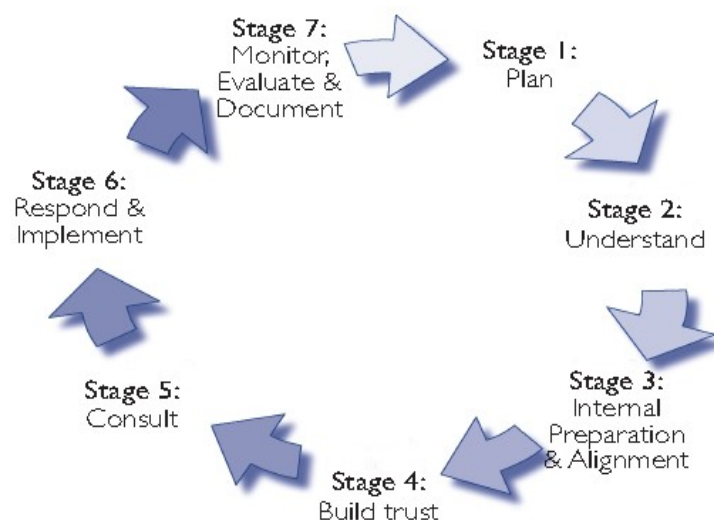 Stage 1:
Plan
Stage 2:
Understand
Stage 3:
Internal
Preparation
& Alignment
Stage 4:
Build trust
Stage 5:
Consult
Stage 6:
Respond &
Implement
Stage 7:
Monitor,
Evaluate &
Document